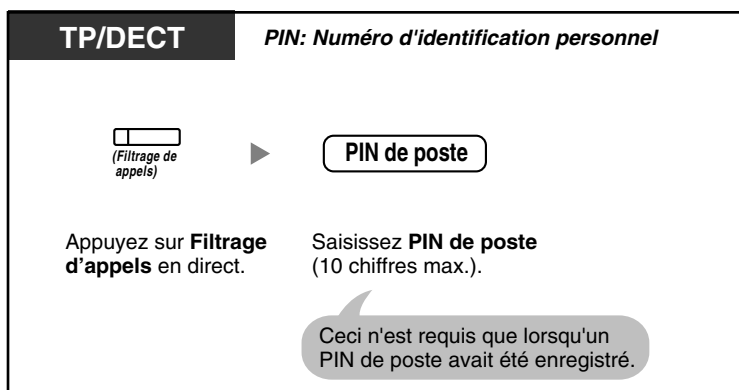 TP/DECT
PIN: Numéro d'identification personnel
(Filtrage de
appels)
PIN de poste
Appuyez sur Filtrage
d'appels en direct.
Saisissez PIN de poste
(10 chiffres max.).
Ceci n'est requis que lorsqu'un
PIN de poste avait été enregistré.